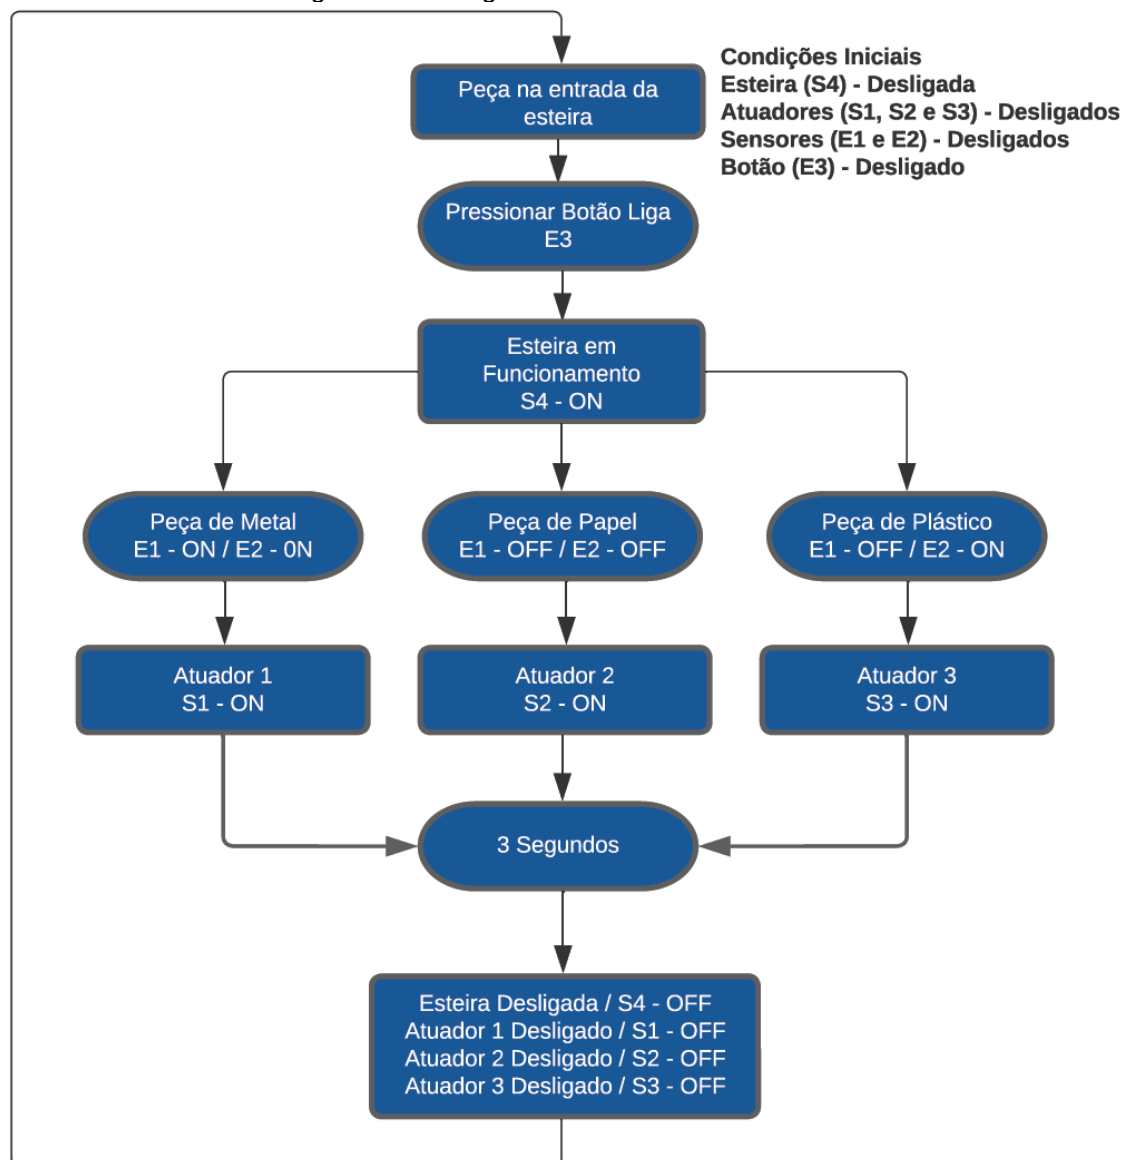 Peça na entrada da
esteira
Condições Iniciais
Esteira (S4) - Desligada
Atuadores (S1, S2 e S3) - Desligados
Sensores (E1 e E2) - Desligados
Botão (E3) - Desligado
Pressionar Botão Liga
E3
Esteira em
Funcionamento
S4 - ON
Peça de Metal
E1 - ON / E2 - 0N
Peça de Papel
E1 - OFF / E2 - OFF
Peça de Plástico
E1 - OFF / E2 - ON
Atuador 1
S1 - ON
Atuador 2
S2 - ON
Atuador 3
S3 - ON
3 Segundos
Esteira Desligada / S4 - OFF
Atuador 1 Desligado / S1 - OFF
Atuador 2 Desligado / S2 - OFF
Atuador 3 Desligado / S3 - OFF